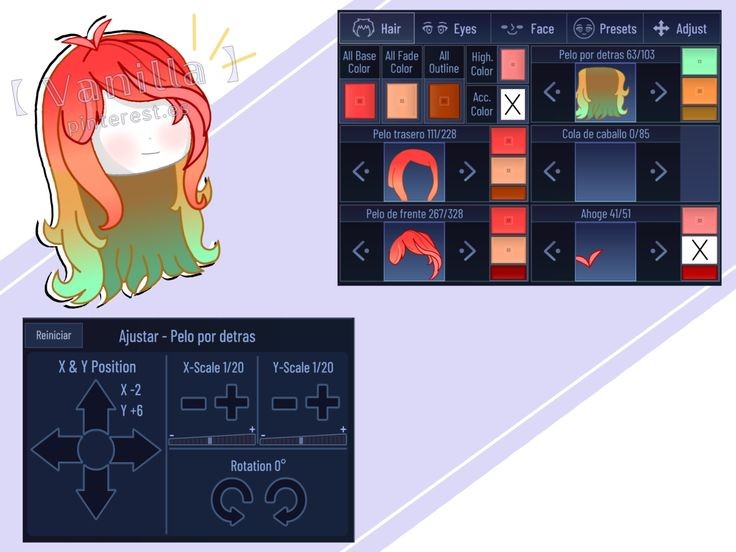 【 Vanilla 】
pinterest.es
Hair
Eyes
Face
Presets
Adjust
All Base Color
All Fade Color
All Outline
High. Color
Acc. Color
X
Pelo por detras 63/103
Pelo trasero 111/228
Cola de caballo 0/85
Pelo de frente 267/328
Ahoge 41/51
X
Reiniciar
Ajustar - Pelo por detras
X & Y Position
X -2
Y +6
X-Scale 1/20
- +
Y-Scale 1/20
- +
Rotation 0°